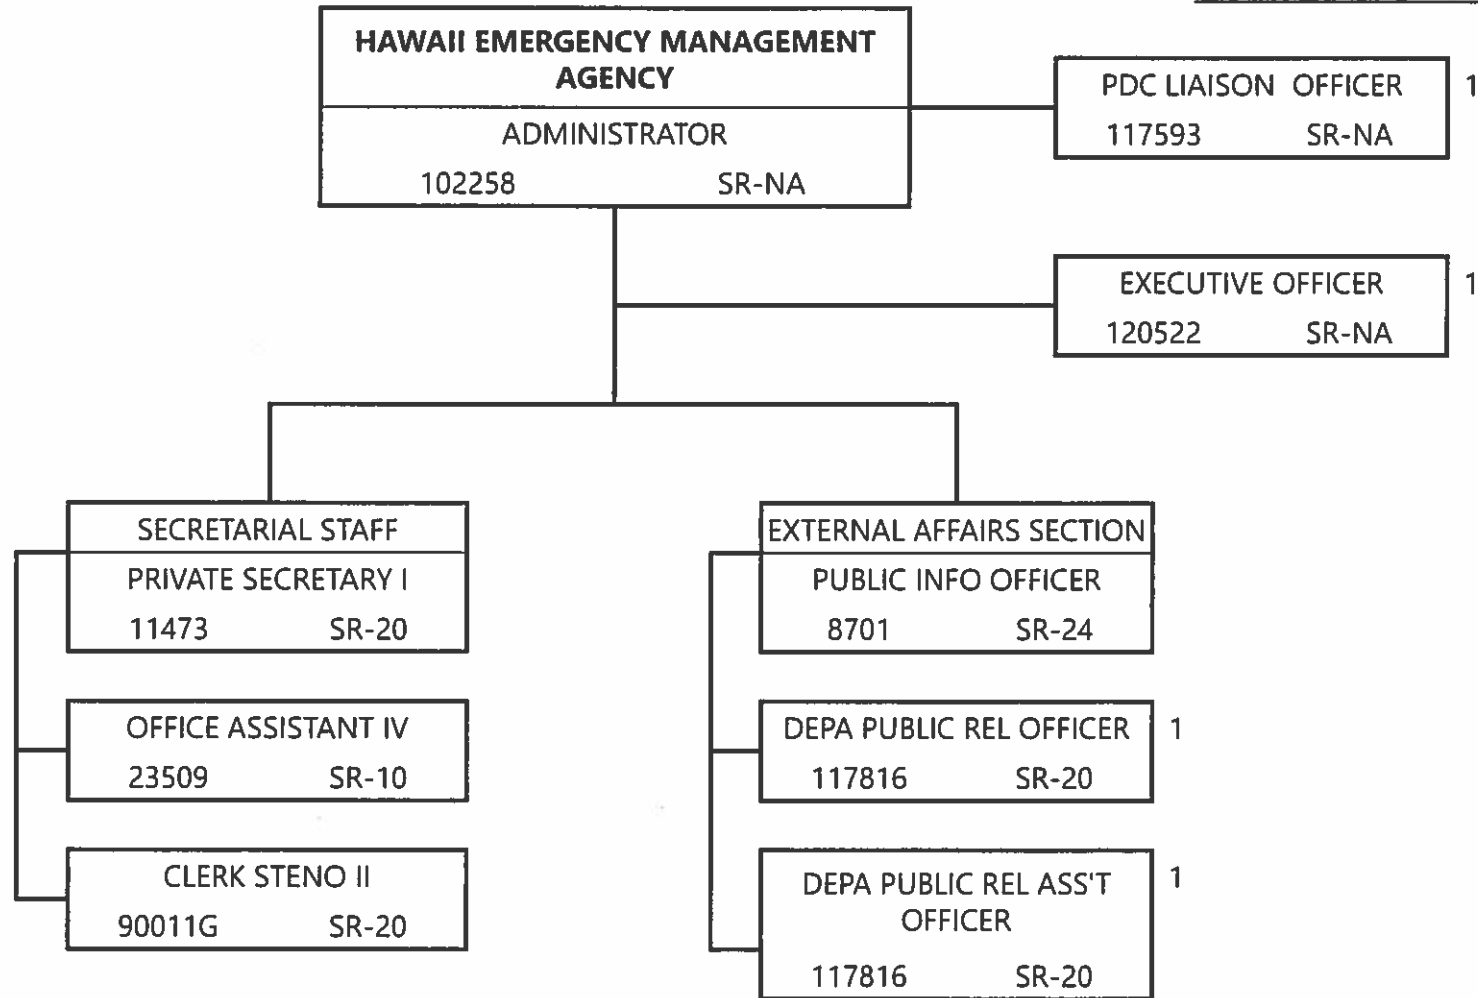 HAWAII EMERGENCY MANAGEMENT
AGENCY
ADMINISTRATOR
102258 SR-NA
PDC LIAISON OFFICER 1
117593 SR-NA
EXECUTIVE OFFICER 1
120522 SR-NA
SECRETARIAL STAFF
PRIVATE SECRETARY I
11473 SR-20
OFFICE ASSISTANT IV
23509 SR-10
CLERK STENO II
90011G SR-20
EXTERNAL AFFAIRS SECTION
PUBLIC INFO OFFICER
8701 SR-24
DEPA PUBLIC REL OFFICER 1
117816 SR-20
DEPA PUBLIC REL ASS'T 1
OFFICER
117816 SR-20